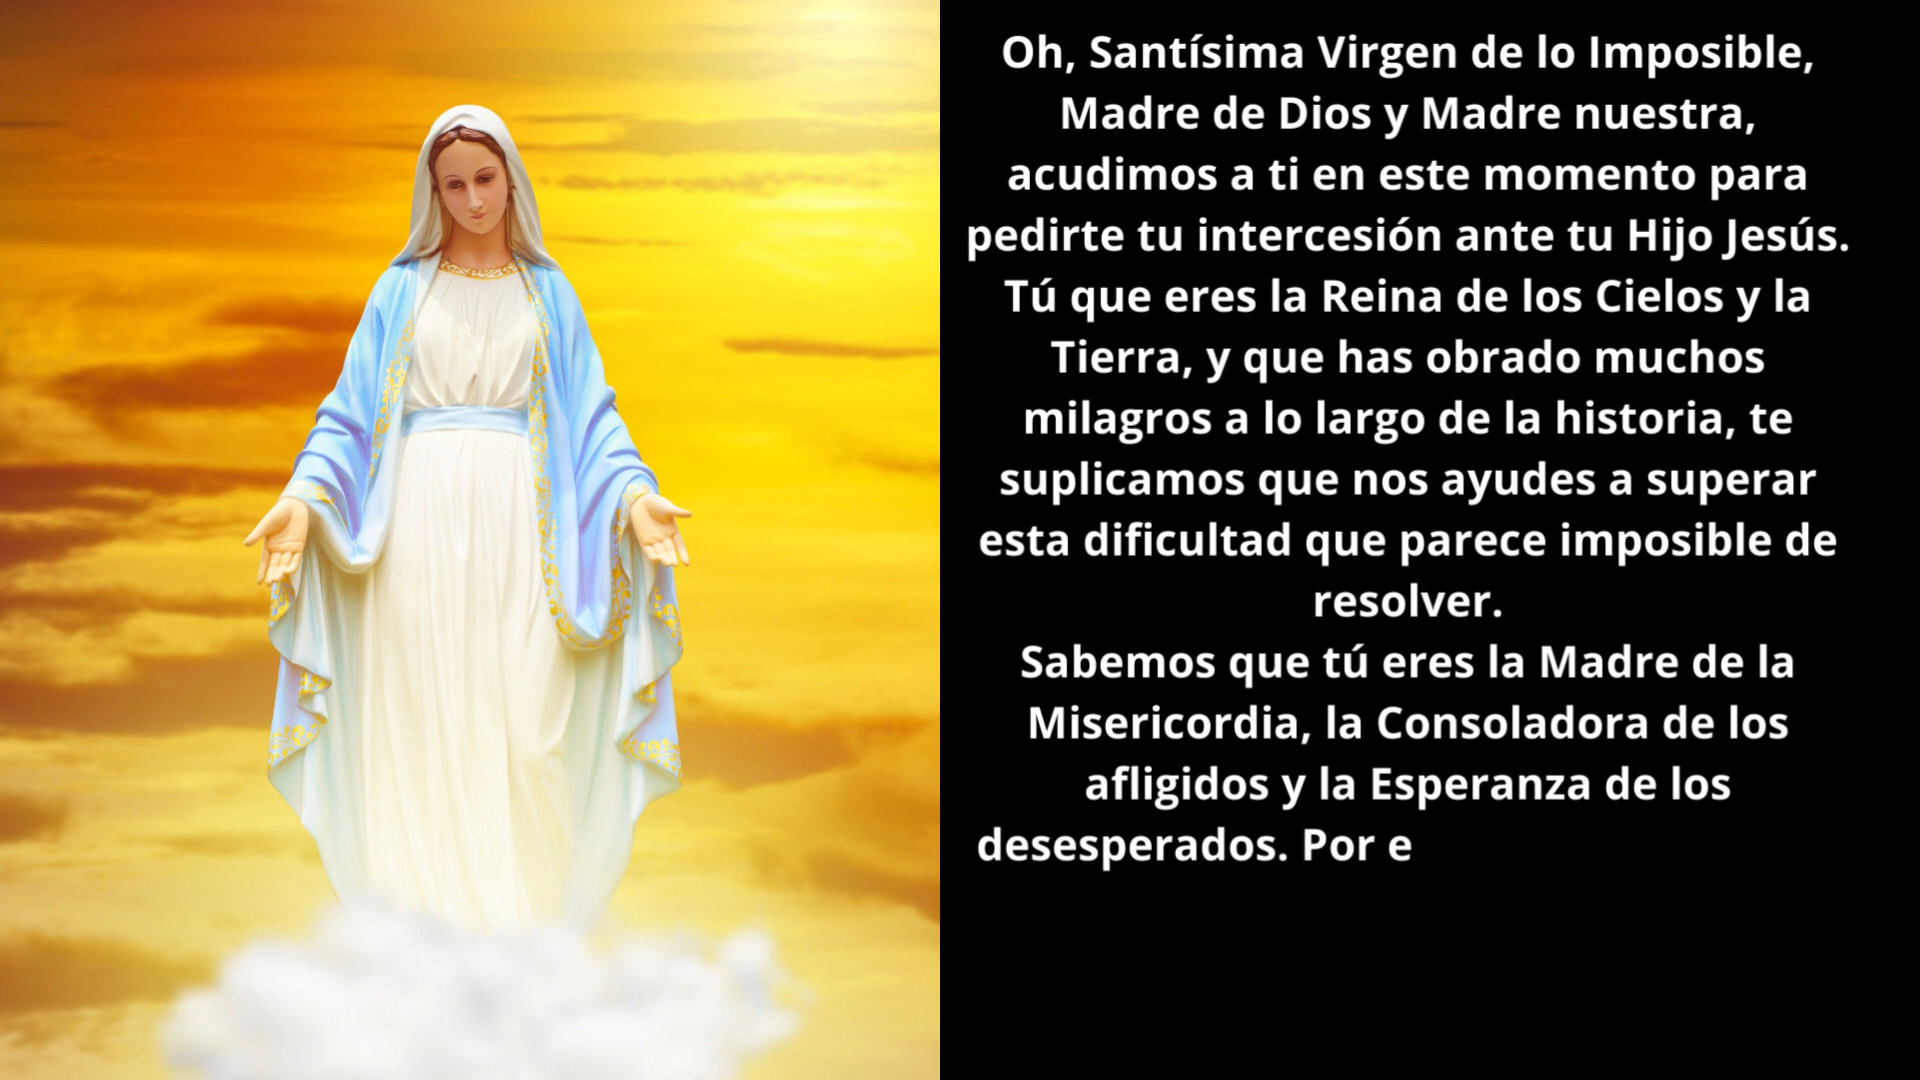 Oh, Santísima Virgen de lo Imposible,
Madre de Dios y Madre nuestra,
acudimos a ti en este momento para
pedirte tu intercesión ante tu Hijo Jesús.
Tú que eres la Reina de los Cielos y la
Tierra, y que has obrado muchos
milagros a lo largo de la historia, te
suplicamos que nos ayudes a superar
esta dificultad que parece imposible de
resolver.
Sabemos que tú eres la Madre de la
Misericordia, la Consoladora de los
afligidos y la Esperanza de los
desesperados. Por e